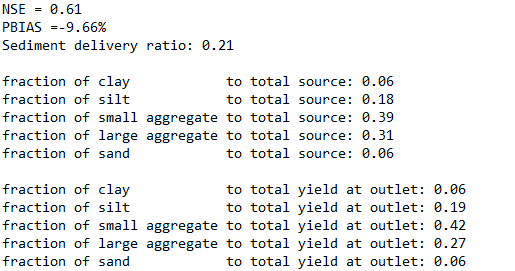 NSE = 0.61
PBIAS =-9.66%
Sediment delivery ratio: 0.21
fraction of clay            to total source: 0.06
fraction of silt            to total source: 0.18
fraction of small aggregate to total source: 0.39
fraction of large aggregate to total source: 0.31
fraction of sand            to total source: 0.06
fraction of clay            to total yield at outlet: 0.06
fraction of silt            to total yield at outlet: 0.19
fraction of small aggregate to total yield at outlet: 0.42
fraction of large aggregate to total yield at outlet: 0.27
fraction of sand            to total yield at outlet: 0.06